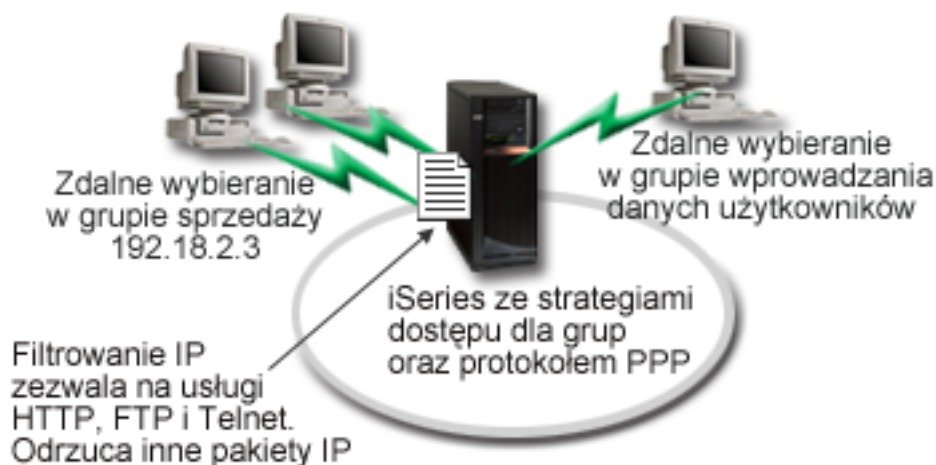 Zdalne wybieranie
w grupie sprzedaży
192.18.2.3
Zdalne wybieranie
w grupie wprowadzania
danych użytkowników
iSeries ze strategiami
dostępu dla grup
oraz protokołem PPP
Filtrowanie IP
zezwala na usługi
HTTP, FTP i Telnet.
Odrzuca inne pakiety IP